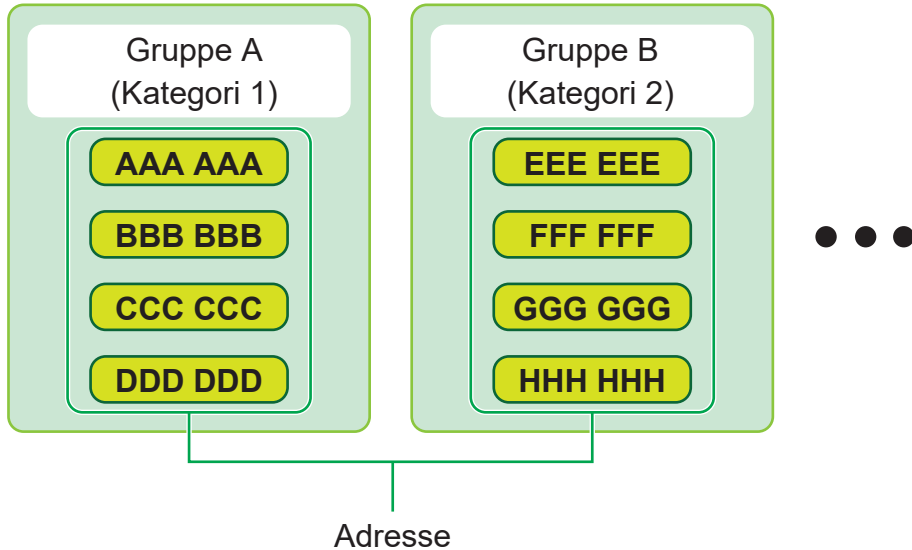 Gruppe A
(Kategori 1)
AAA AAA
BBB BBB
CCC CCC
DDD DDD
Gruppe B
(Kategori 2)
EEE EEE
FFF FFF
GGG GGG
HHH HHH
Adresse